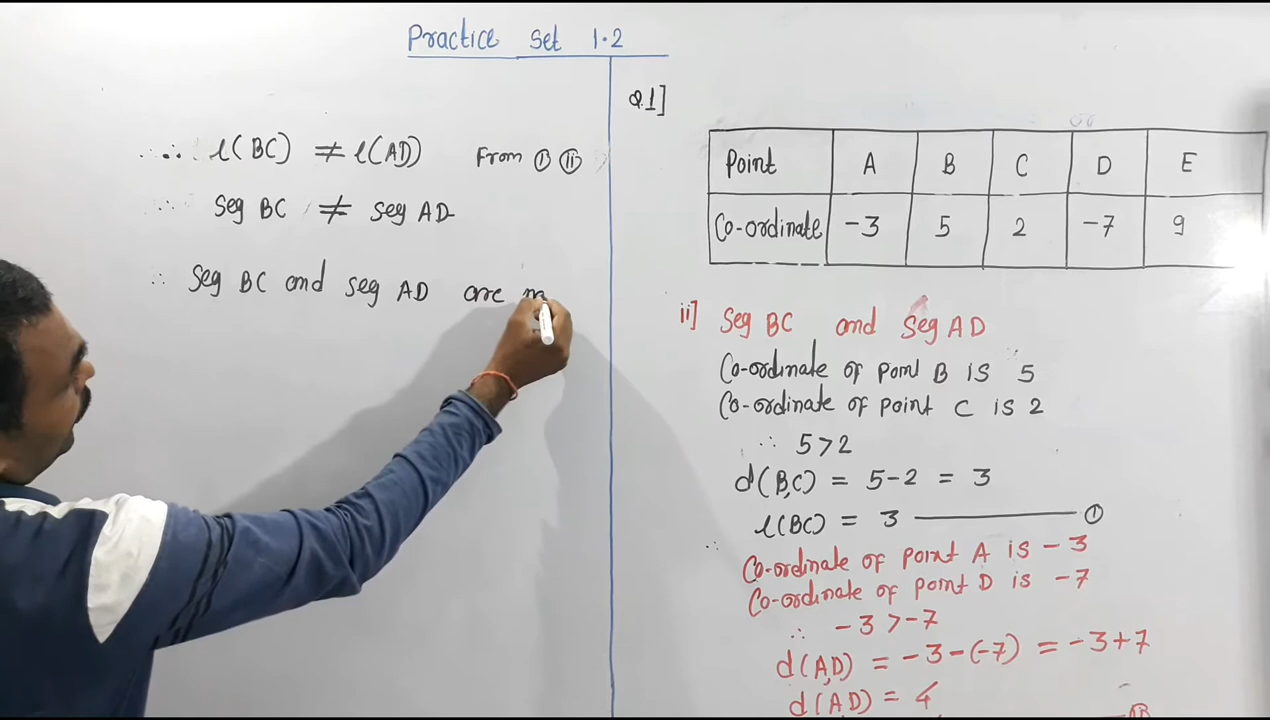 Practice Set 1.2
∴ l(BC) ≠ l(AD) From Ⓘ ⓘⓘ
∴ Seg BC ≠ Seg AD
∴ Seg BC and Seg AD are n
Q.1]
Point A B C D E
Co-ordinate -3 5 2 -7 9
ii] Seg BC and Seg AD
Co-ordinate of point B is 5
Co-ordinate of point C is 2
∴ 5>2
d(B,C) = 5-2 = 3
∴ l(BC) = 3 Ⓘ
Co-ordinate of point A is -3
Co-ordinate of point D is -7
∴ -3 > -7
d(A,D) = -3-(-7) = -3+7
d(A,D) = 4